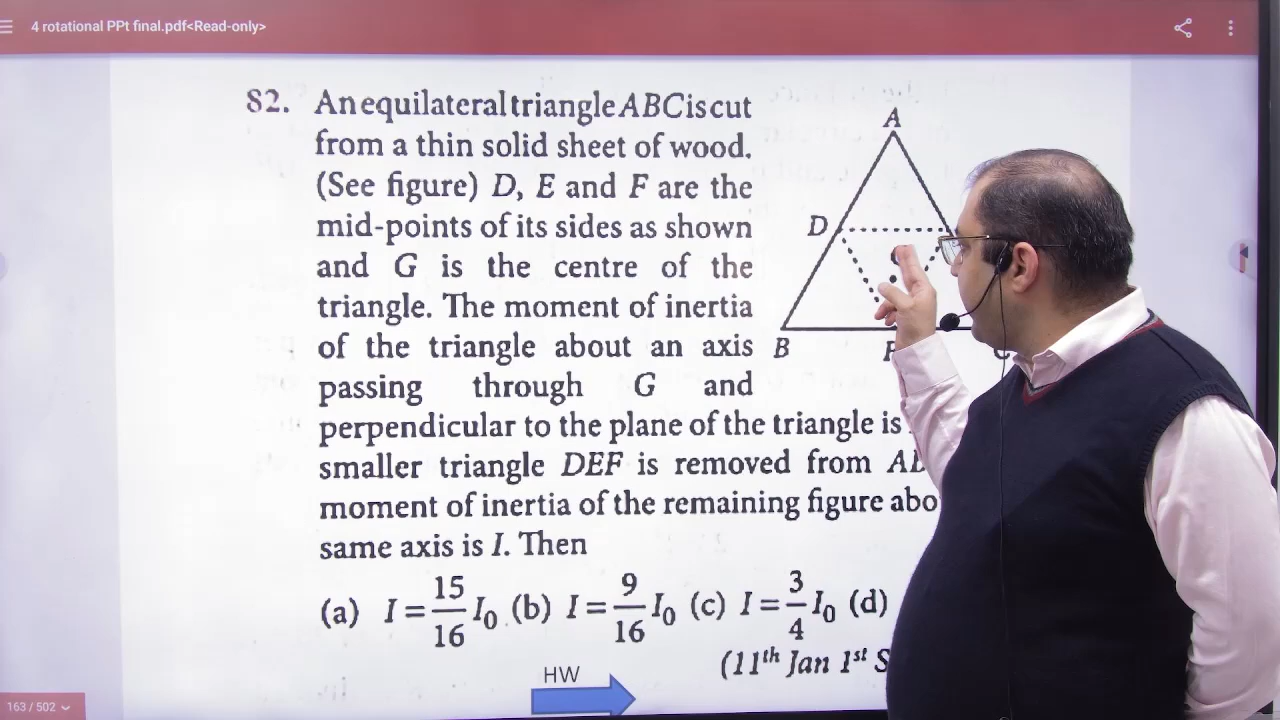 4 rotational PPt final.pdf<Read-only>
82. An equilateral triangle ABC is cut
from a thin solid sheet of wood.
(See figure) D, E and F are the
mid-points of its sides as shown
and G is the centre of the
triangle. The moment of inertia
of the triangle about an axis
passing through G and
perpendicular to the plane of the triangle is
smaller triangle DEF is removed from
moment of inertia of the remaining figure
same axis is I. Then
(a) I = 15/16 I₀ (b) I = 9/16 I₀ (c) I = 3/4 I₀ (d)
(11th Jan 1st
A
D
B
HW
163 / 502